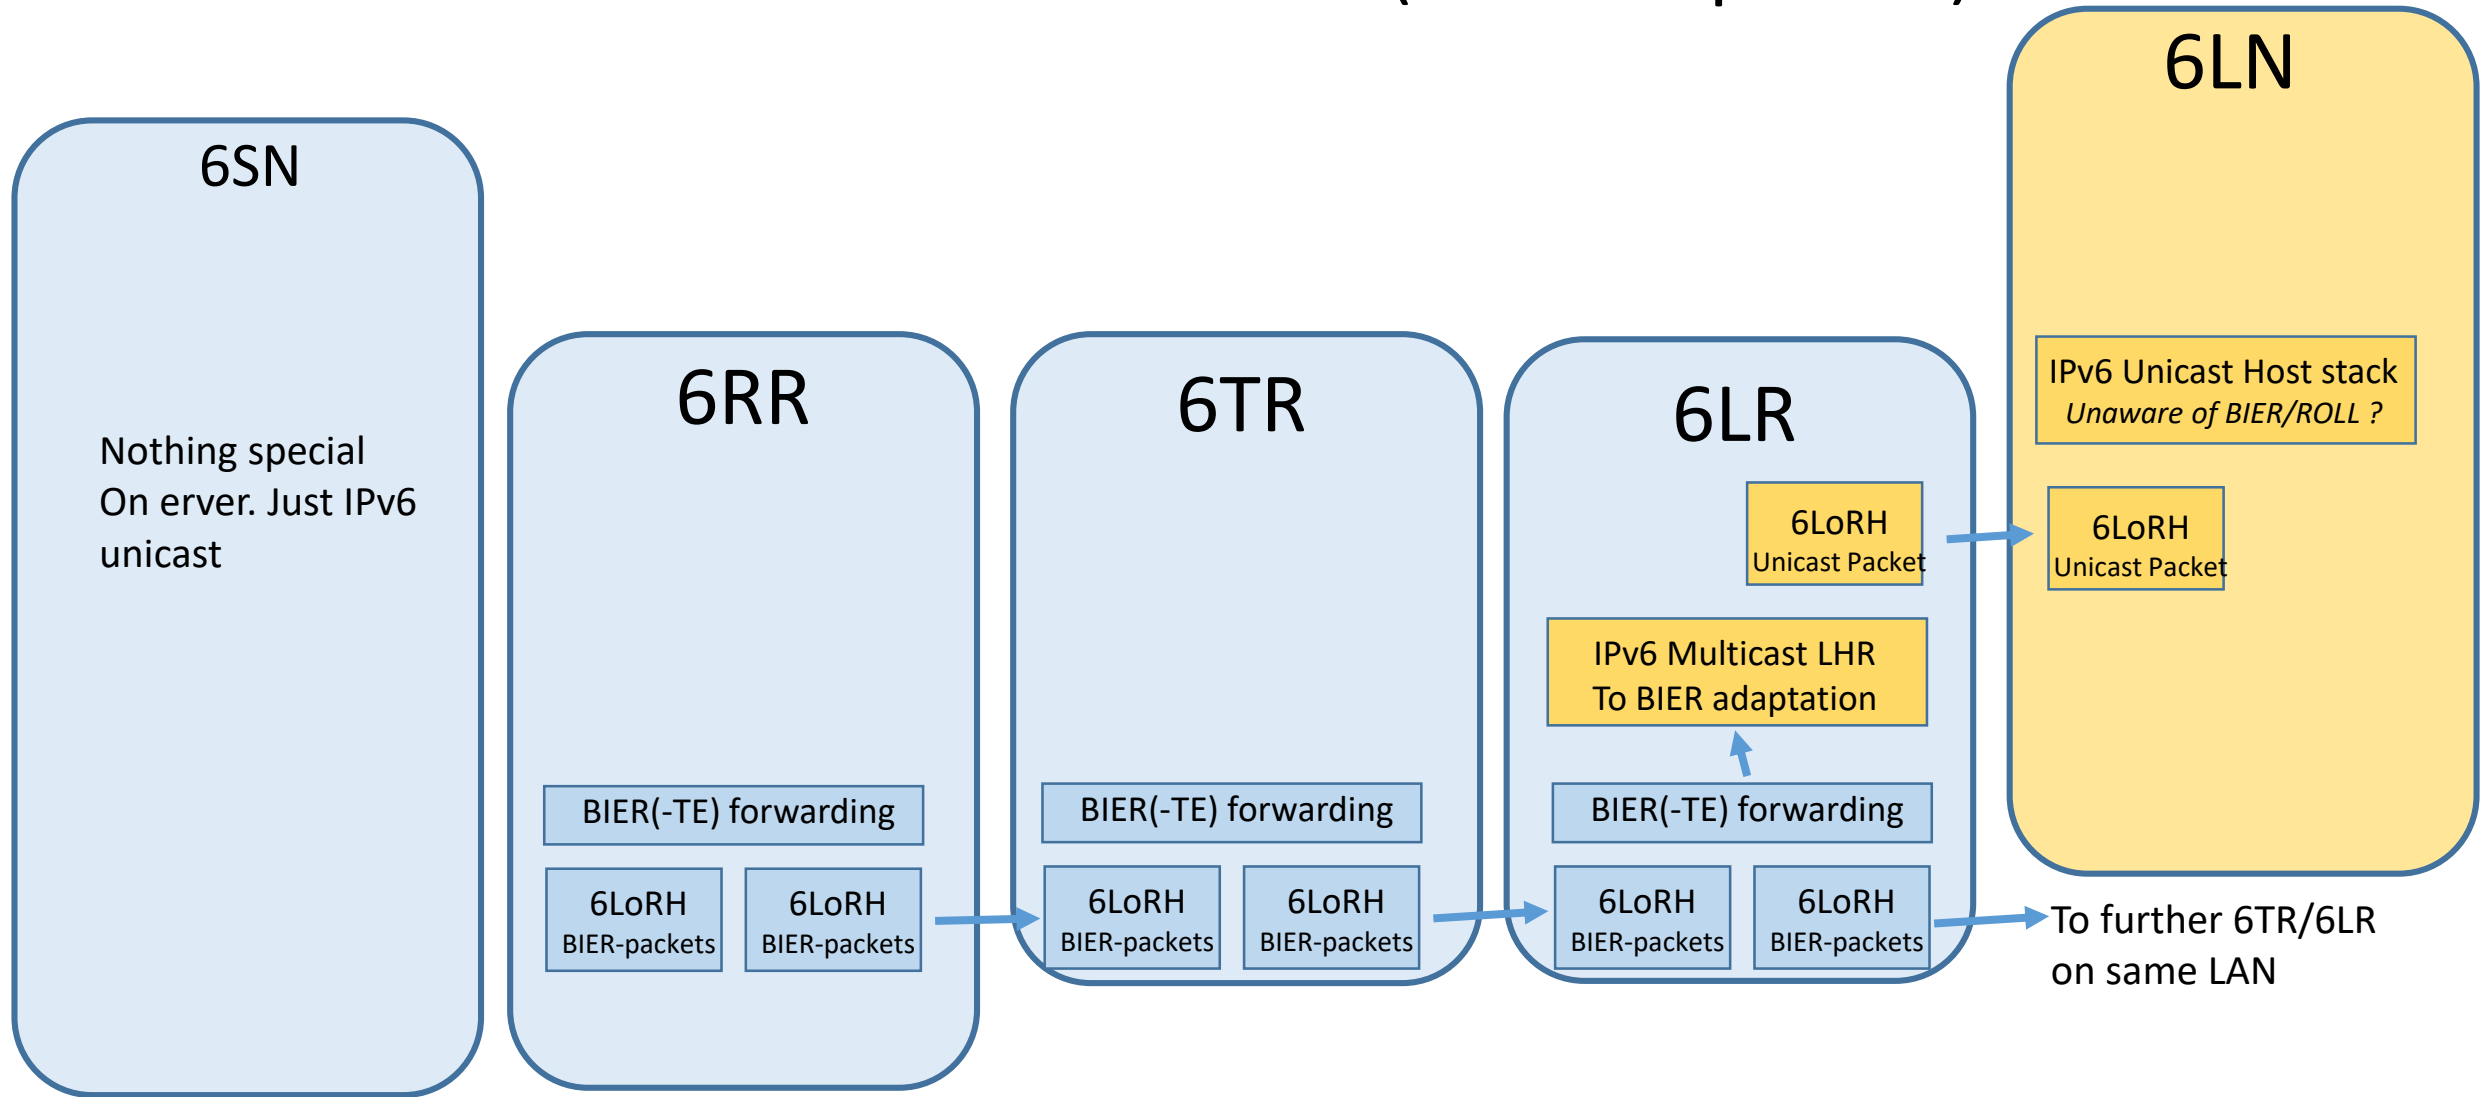 6SN
Nothing special
On erver. Just IPv6
unicast
6RR
BIER(-TE) forwarding
6LoRH
BIER-packets
6LoRH
BIER-packets
6TR
BIER(-TE) forwarding
6LoRH
BIER-packets
6LoRH
BIER-packets
6LR
6LoRH
Unicast Packet
IPv6 Multicast LHR
To BIER adaptation
BIER(-TE) forwarding
6LoRH
BIER-packets
6LoRH
BIER-packets
6LN
IPv6 Unicast Host stack
Unaware of BIER/ROLL ?
6LoRH
Unicast Packet
To further 6TR/6LR
on same LAN